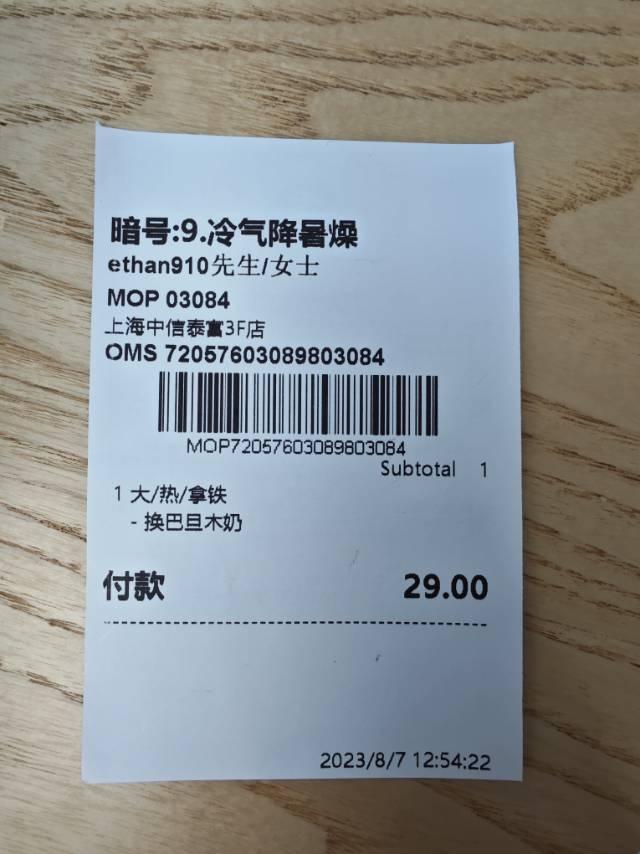 暗号:9.冷气降暑燥
ethan910先生/女士
MOP 03084
上海中信泰富3F店
OMS 72057603089803084
MOP72057603089803084
Subtotal 1
1 大/热/拿铁
- 换巴旦木奶
付款 29.00
2023/8/7 12:54:22